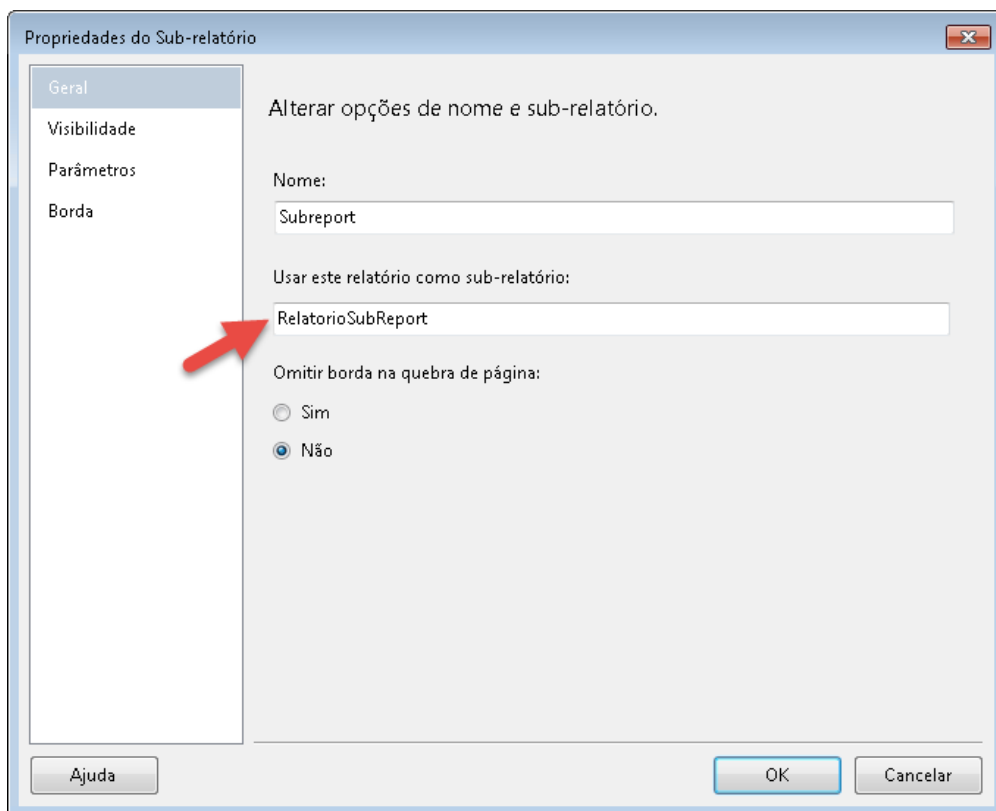 Propriedades do Sub-relatório
Geral
Visibilidade
Parâmetros
Borda
Alterar opções de nome e sub-relatório.
Nome:
Subreport
Usar este relatório como sub-relatório:
RelatorioSubReport
Omitir borda na quebra de página:
Sim
Não
Ajuda
OK
Cancelar